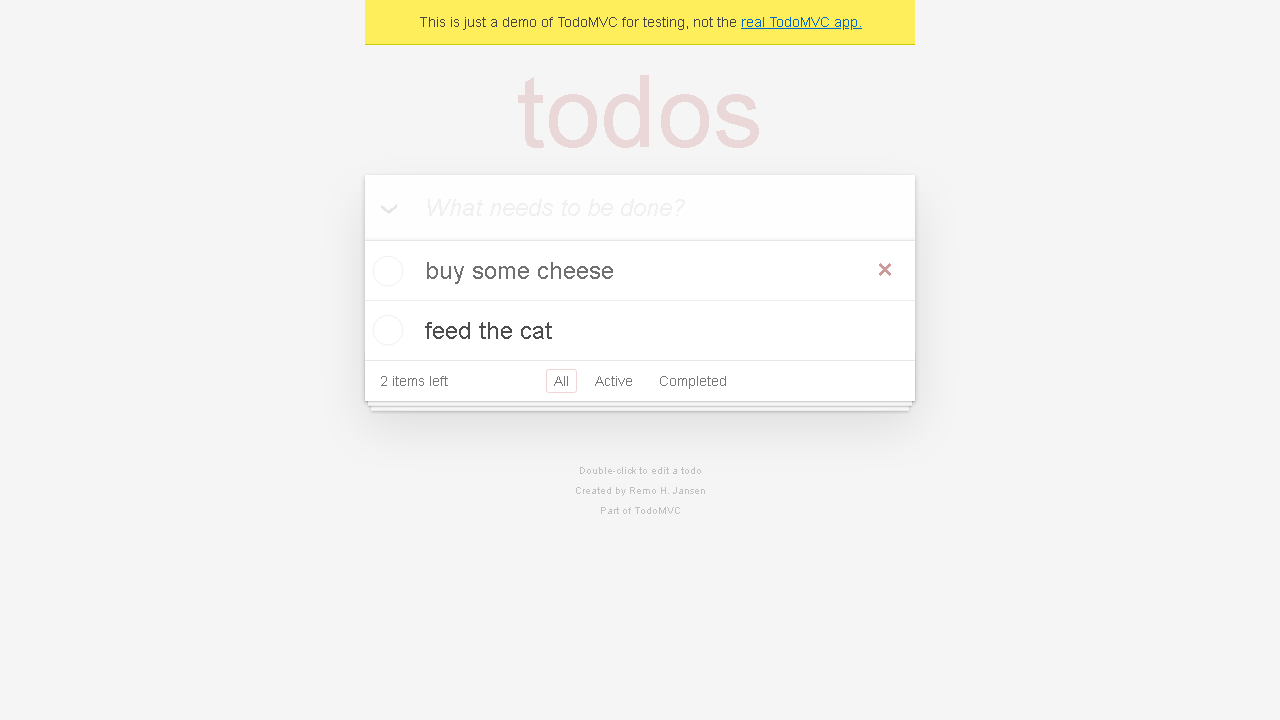 This is just a demo of TodoMVC for testing, not the real TodoMVC app.
todos
What needs to be done?
buy some cheese
×
feed the cat
2 items left All Active Completed
Double-click to edit a todo
Created by Remo H. Jansen
Part of TodoMVC